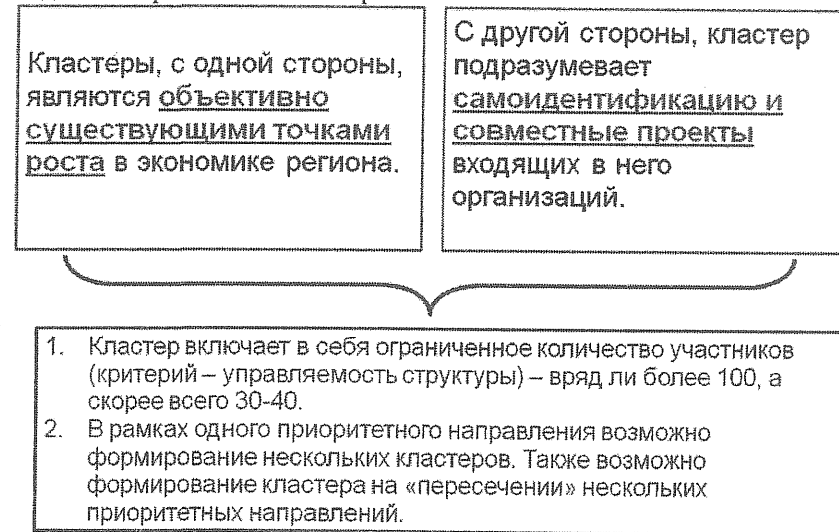 Кластеры, с одной стороны,
являются объективно
существующими точками
роста в экономике региона.
С другой стороны, кластер
подразумевает
самоидентификацию и
совместные проекты
входящих в него
организаций.
1. Кластер включает в себя ограниченное количество участников
(критерий – управляемость структуры) – вряд ли более 100, а
скорее всего 30-40.
2. В рамках одного приоритетного направления возможно
формирование нескольких кластеров. Также возможно
формирование кластера на «пересечении» нескольких
приоритетных направлений.